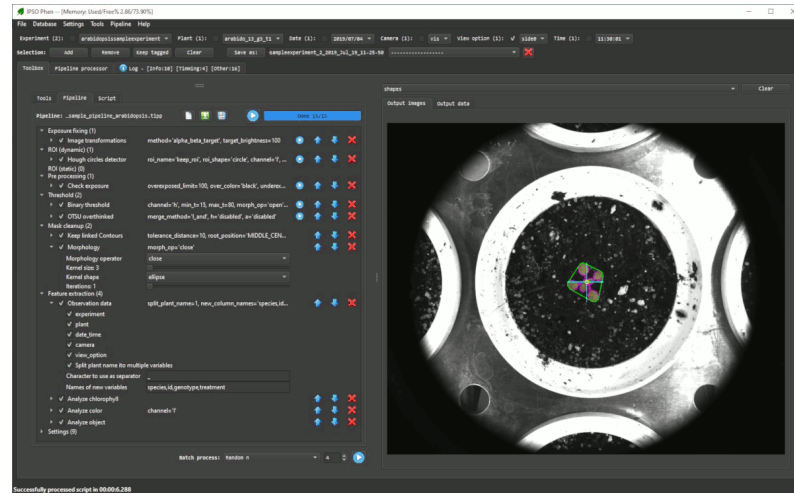 IPSO Phen -- [Memory: Used/Free% 2.86/73.90%]
File Database Settings Tools Pipeline Help
Experiment (2): arabidopsissampleexperiment Plant (1): arabido_13_g3_t1 Date (1): 2019/07/04 Camera (1): vis View option (1): side0 Time (1): 11:30:01
Selection: Add Remove Keep tagged Clear Save as: sampleexperiment_2_2019_Jul_19_11-25-50 ------------------
Toolbox Pipeline processor Log - [Info:10] [Timming:4] [Other:16]
shapes Clear
Tools Pipeline Script
Output images Output data
Pipeline: …sample_pipeline_arabidopsis.tipp Done (1/1)
Exposure fixing (1)
Image transformations method='alpha_beta_target', target_brightness=100
ROI (dynamic) (1)
Hough circles detector roi_name='keep_roi', roi_shape='circle', channel='l', ...
ROI (static) (0)
Pre processing (1)
Check exposure overexposed_limit=100, over_color='black', underex...
Threshold (2)
Binary threshold channel='h', min_t=15, max_t=80, morph_op='open'...
OTSU overthinked merge_method='l_and', h='disabled', a='disabled'
Mask cleanup (2)
Keep linked Contours tolerance_distance=10, root_position='MIDDLE_CEN...
Morphology morph_op='close'
Morphology operator close
Kernel size: 3
Kernel shape ellipse
Iterations: 1
Feature extraction (4)
Observation data split_plant_name=1, new_column_names='species,id...
experiment
plant
date_time
camera
view_option
Split plant name ito multiple variables
Character to use as separator _
Names of new variables species,id,genotype,treatment
Analyze chlorophyll
Analyze color channel='l'
Analyze object
Settings (9)
Batch process: Random n 4
Successfully processed script in 00:00:6.288